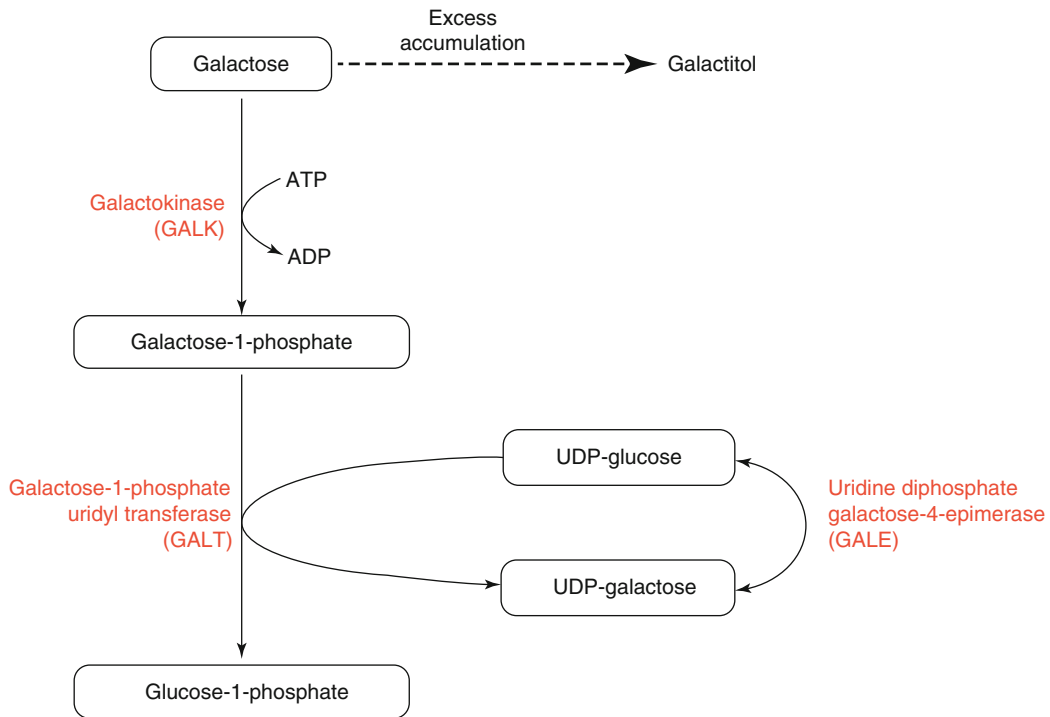 Excess
accumulation
Galactose
Galactitol
ATP
Galactokinase
(GALK)
ADP
Galactose-1-phosphate
UDP-glucose
Galactose-1-phosphate
uridyl transferase
(GALT)
Uridine diphosphate
galactose-4-epimerase
(GALE)
UDP-galactose
Glucose-1-phosphate